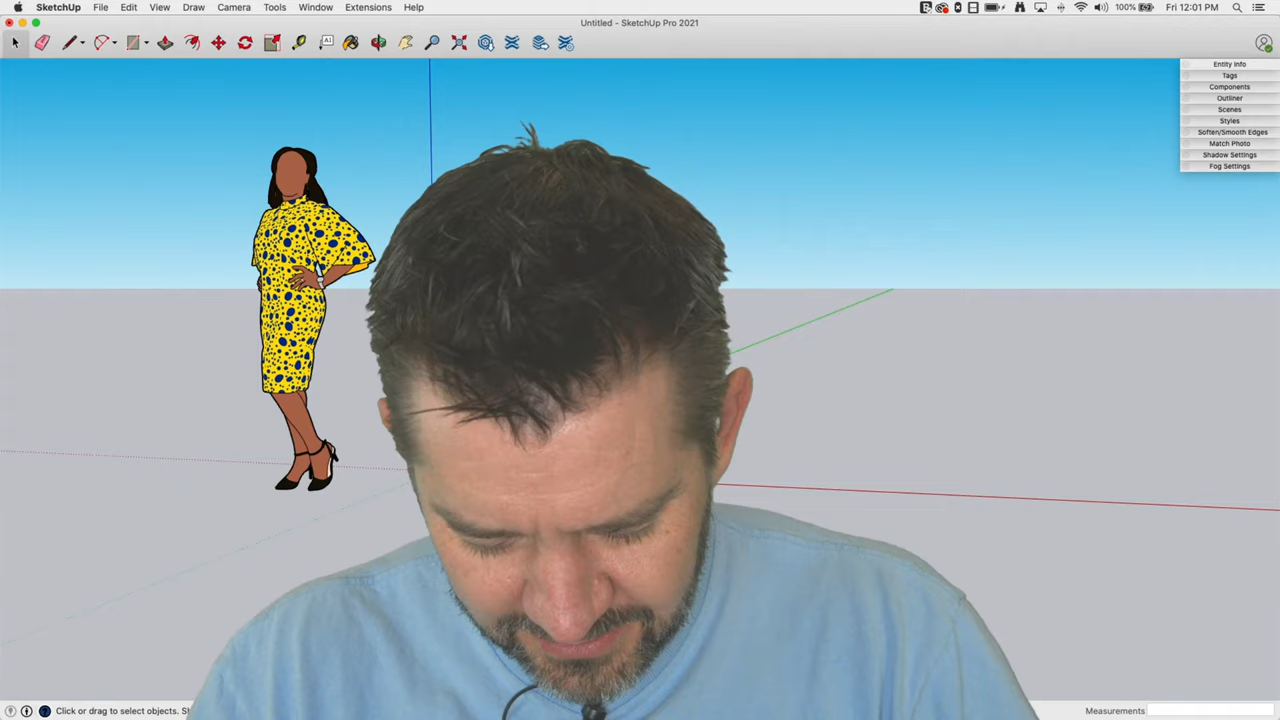 SketchUp File Edit View Draw Camera Tools Window Extensions Help 100% Fri 12:01 PM
Untitled - SketchUp Pro 2021
A1
Entity Info
Tags
Components
Outliner
Scenes
Styles
Soften/Smooth Edges
Match Photo
Shadow Settings
Fog Settings
Click or drag to select objects. Sh
Measurements